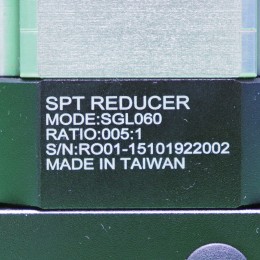 SPT REDUCER
MODE:SGL060
RATIO:005:1
S/N:RO01-15101922002
MADE IN TAIWAN